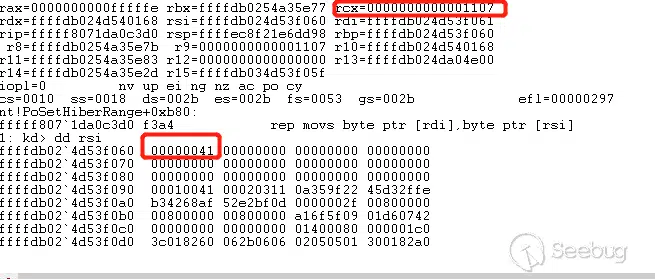 rax=0000000000fffffe rbx=ffffdb0254a35e77 rcx=0000000000001107
rdx=ffffdb024d540168 rsi=ffffdb024d53f060 rdi=ffffdb024d53f061
rip=fffff8071da0c3d0 rsp=ffffec8f21e6dd98 rbp=ffffdb024d53f060
r8=ffffdb0254a35e7b r9=0000000000001107 r10=ffffdb024d540168
r11=ffffdb0254a35e83 r12=0000000000000000 r13=ffffdb024da04e00
r14=ffffdb0254a35e2d r15=ffffdb034d53f05f
iopl=0 nv up ei ng nz ac po cy
cs=0010 ss=0018 ds=002b es=002b fs=0053 gs=002b efl=00000297
nt!PoSetHiberRange+0xb80:
fffff807`1da0c3d0 f3a4 rep movs byte ptr [rdi],byte ptr [rsi]
1: kd> dd rsi
ffffdb02`4d53f060 00000041 00000000 00000000 00000000
ffffdb02`4d53f070 00000000 00000000 00000000 00000000
ffffdb02`4d53f080 00000000 00000000 00000000 00000000
ffffdb02`4d53f090 00010041 00020311 0a359f22 45d32ffe
ffffdb02`4d53f0a0 b34268af 52e2bf0d 0000002f 00800000
ffffdb02`4d53f0b0 00800000 00800000 a16f5f09 01d60742
ffffdb02`4d53f0c0 00000000 00000000 01400080 000001c0
ffffdb02`4d53f0d0 3c018260 062b0606 02050501 300182a0
Seebug